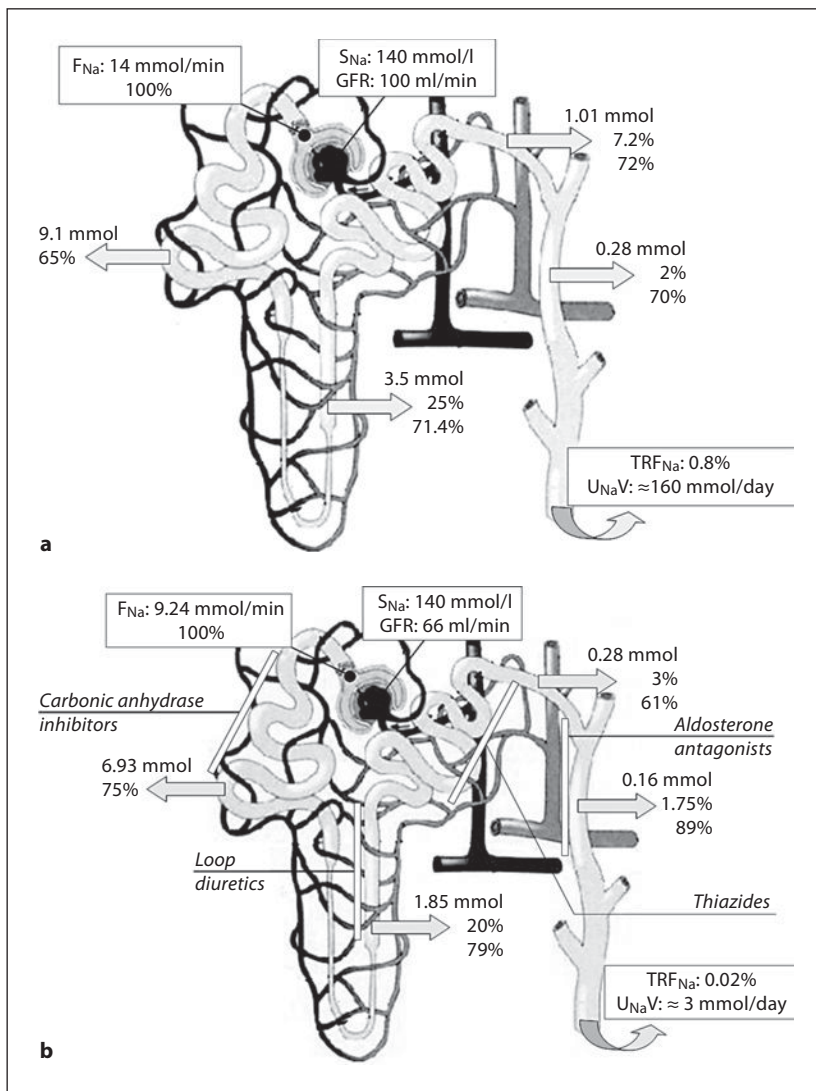 F_Na: 14 mmol/min
100%
S_Na: 140 mmol/l
GFR: 100 ml/min
1.01 mmol
7.2%
72%
9.1 mmol
65%
0.28 mmol
2%
70%
3.5 mmol
25%
71.4%
TRF_Na: 0.8%
U_NaV: ≈160 mmol/day
a
F_Na: 9.24 mmol/min
100%
S_Na: 140 mmol/l
GFR: 66 ml/min
0.28 mmol
3%
61%
Carbonic anhydrase
inhibitors
Aldosterone
antagonists
6.93 mmol
75%
0.16 mmol
1.75%
89%
Loop
diuretics
1.85 mmol
20%
79%
Thiazides
TRF_Na: 0.02%
U_NaV: ≈ 3 mmol/day
b